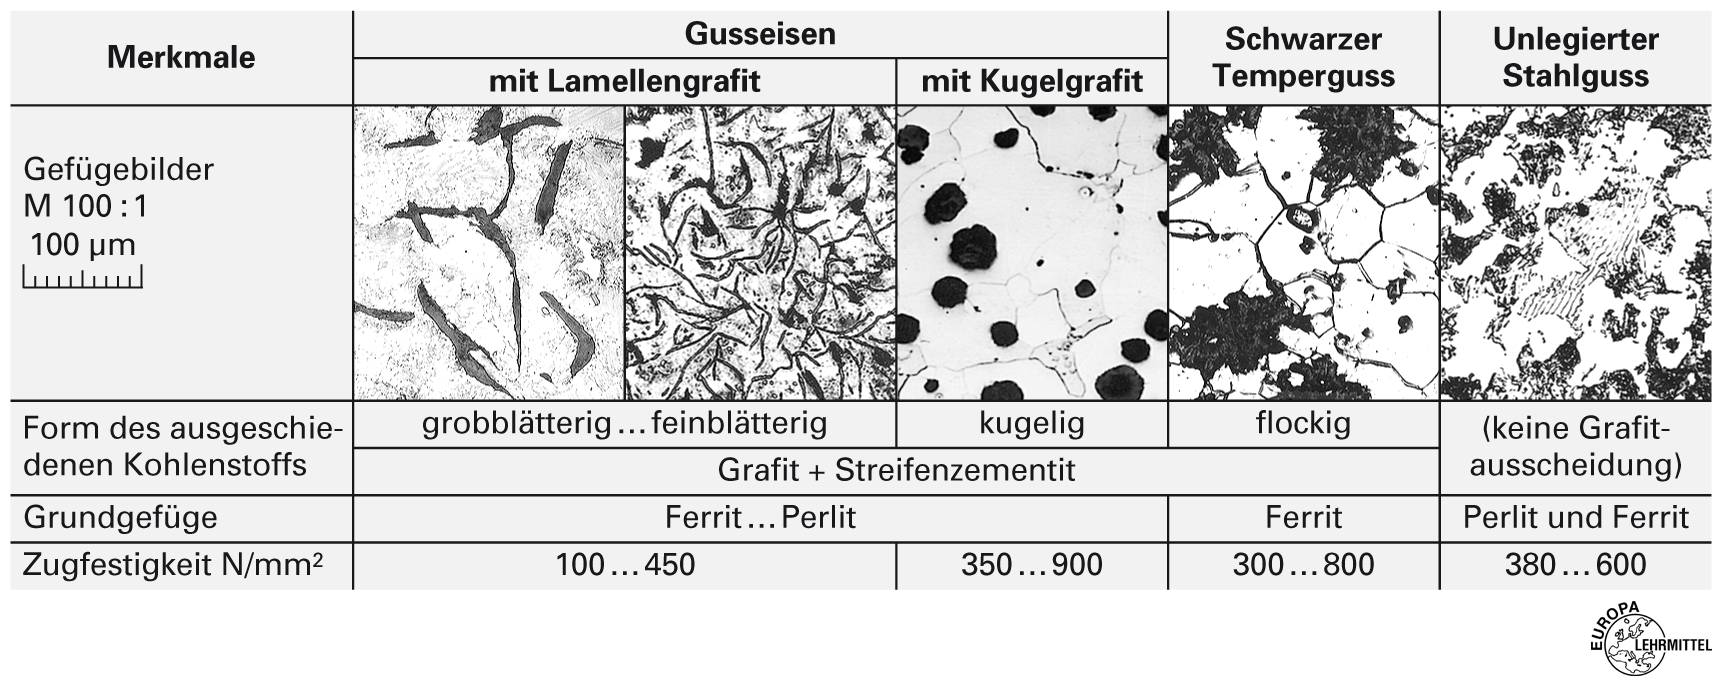 Merkmale
Gusseisen
mit Lamellengrafit
mit Kugelgrafit
Schwarzer
Temperguss
Unlegierter
Stahlguss
Gefügebilder
M 100 : 1
100 µm
Form des ausgeschie-
denen Kohlenstoffs
grobblätterig ... feinblätterig
kugelig
flockig
(keine Grafit-
ausscheidung)
Grafit + Streifenzementit
Grundgefüge
Ferrit ... Perlit
Ferrit
Perlit und Ferrit
Zugfestigkeit N/mm²
100 ... 450
350 ... 900
300 ... 800
380 ... 600
EUROPA
LEHRMITTEL